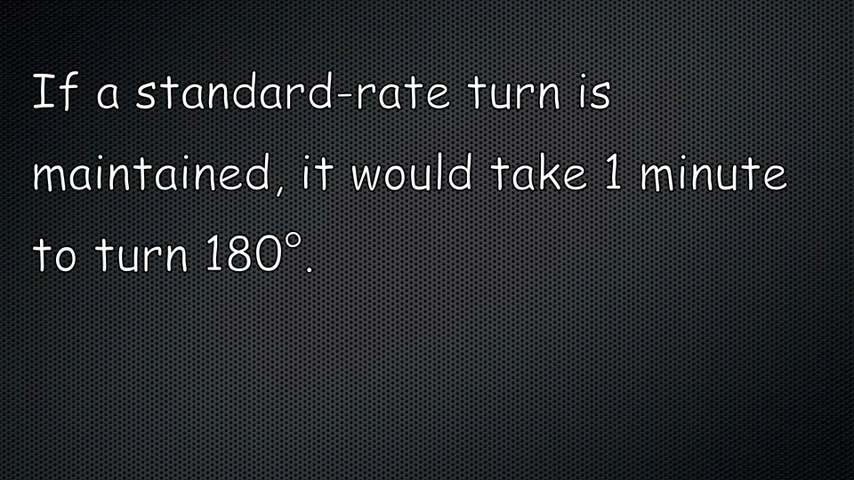 If a standard-rate turn is
maintained, it would take 1 minute
to turn 180°.